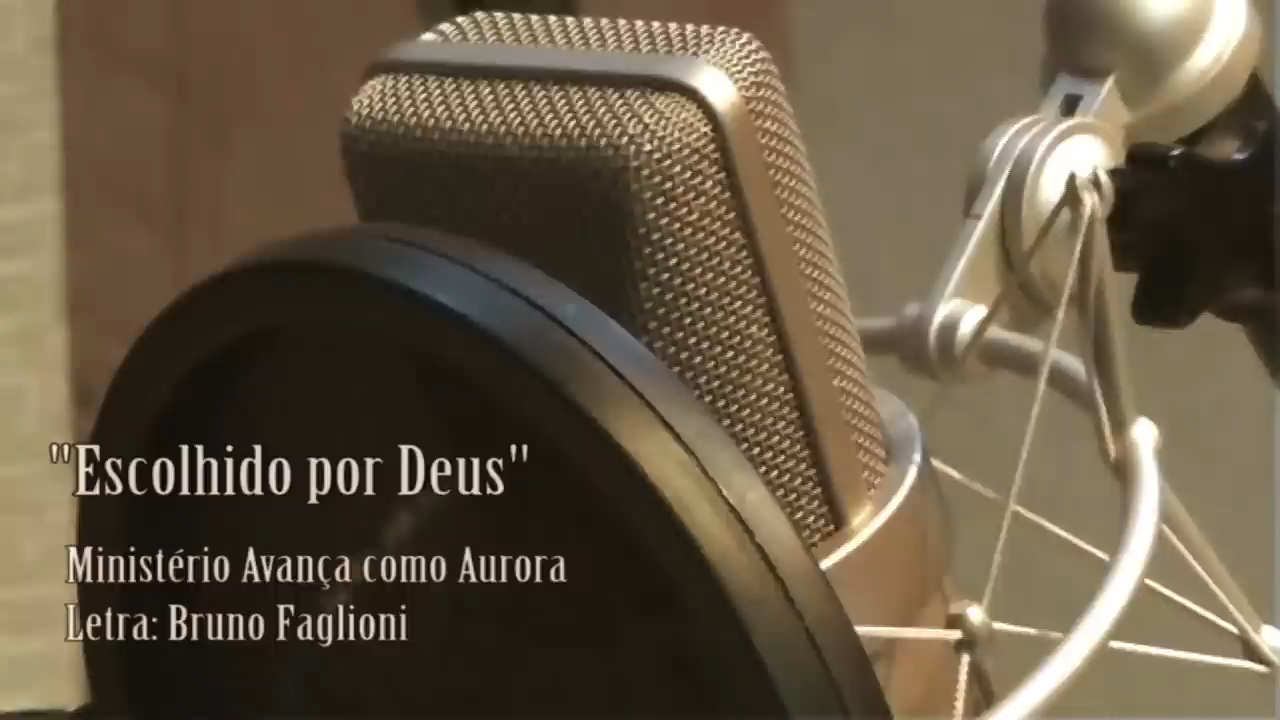 "Escolhido por Deus"
Ministério Avança como Aurora
Letra: Bruno Faglioni